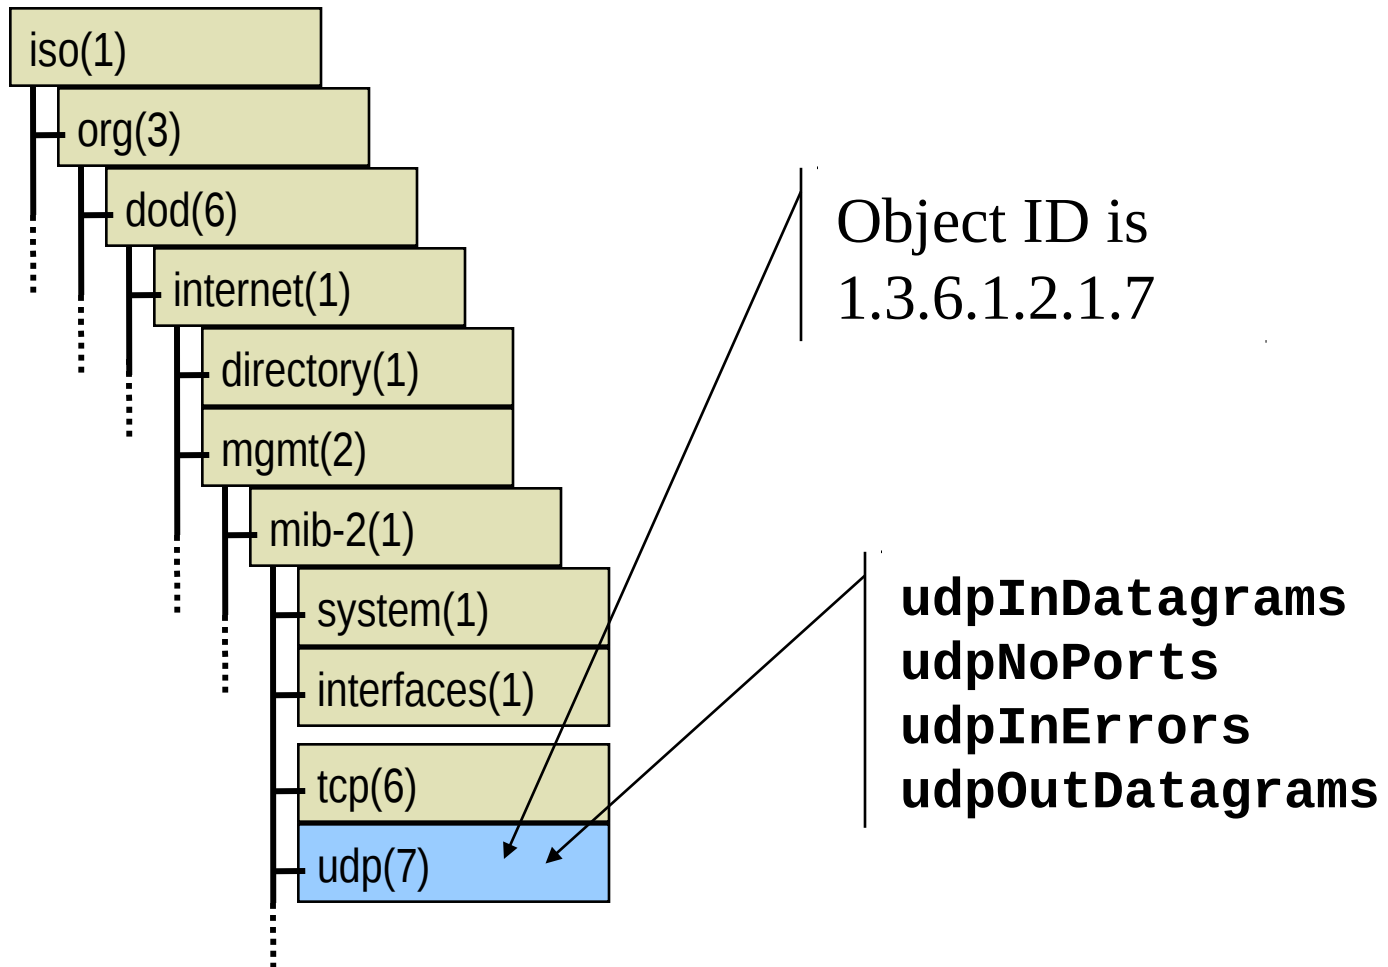 iso(1)
org(3)
dod(6)
internet(1)
directory(1)
mgmt(2)
mib-2(1)
system(1)
interfaces(1)
tcp(6)
udp(7)
Object ID is
1.3.6.1.2.1.7
udpInDatagrams
udpNoPorts
udpInErrors
udpOutDatagrams